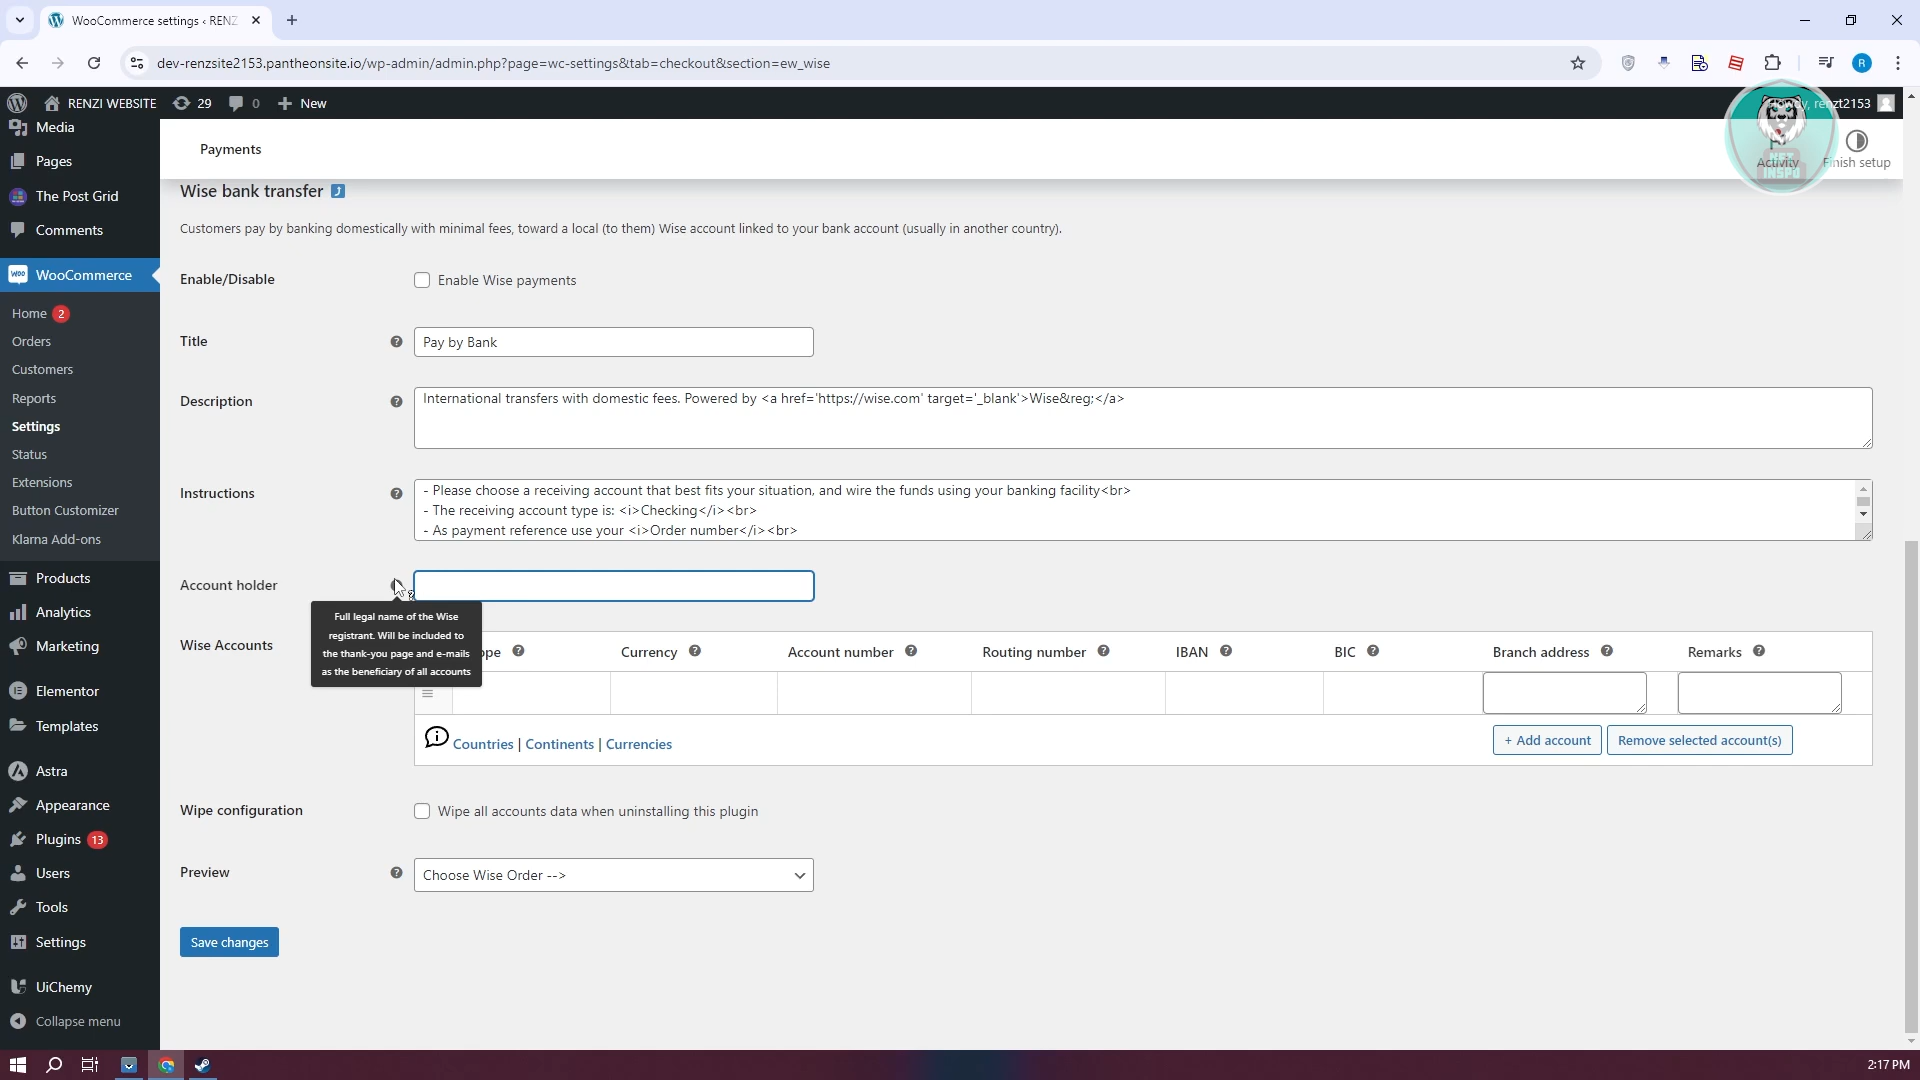 WooCommerce settings ‹ RENZ
dev-renzsite2153.pantheonsite.io/wp-admin/admin.php?page=wc-settings&tab=checkout&section=ew_wise
R
RENZI WEBSITE 29 0 New
renzt2153
Media
Pages
The Post Grid
Comments
WooCommerce
Home 2
Orders
Customers
Reports
Settings
Status
Extensions
Button Customizer
Klarna Add-ons
Products
Analytics
Marketing
Elementor
Templates
Astra
Appearance
Plugins 13
Users
Tools
Settings
UiChemy
Collapse menu
Payments
Activity
Finish setup
NET
INSPO
Wise bank transfer
Customers pay by banking domestically with minimal fees, toward a local (to them) Wise account linked to your bank account (usually in another country).
Enable/Disable
Enable Wise payments
Title
Pay by Bank
Description
International transfers with domestic fees. Powered by <a href='https://wise.com' target='_blank'>Wise&reg;</a>
Instructions
- Please choose a receiving account that best fits your situation, and wire the funds using your banking facility<br>
- The receiving account type is: <i>Checking</i><br>
- As payment reference use your <i>Order number</i><br>
Account holder
Full legal name of the Wise
registrant. Will be included to
the thank-you page and e-mails
as the beneficiary of all accounts
Wise Accounts
Currency Account number Routing number IBAN BIC Branch address Remarks
Countries | Continents | Currencies
+ Add account Remove selected account(s)
Wipe configuration
Wipe all accounts data when uninstalling this plugin
Preview
Choose Wise Order -->
Save changes
2:17 PM